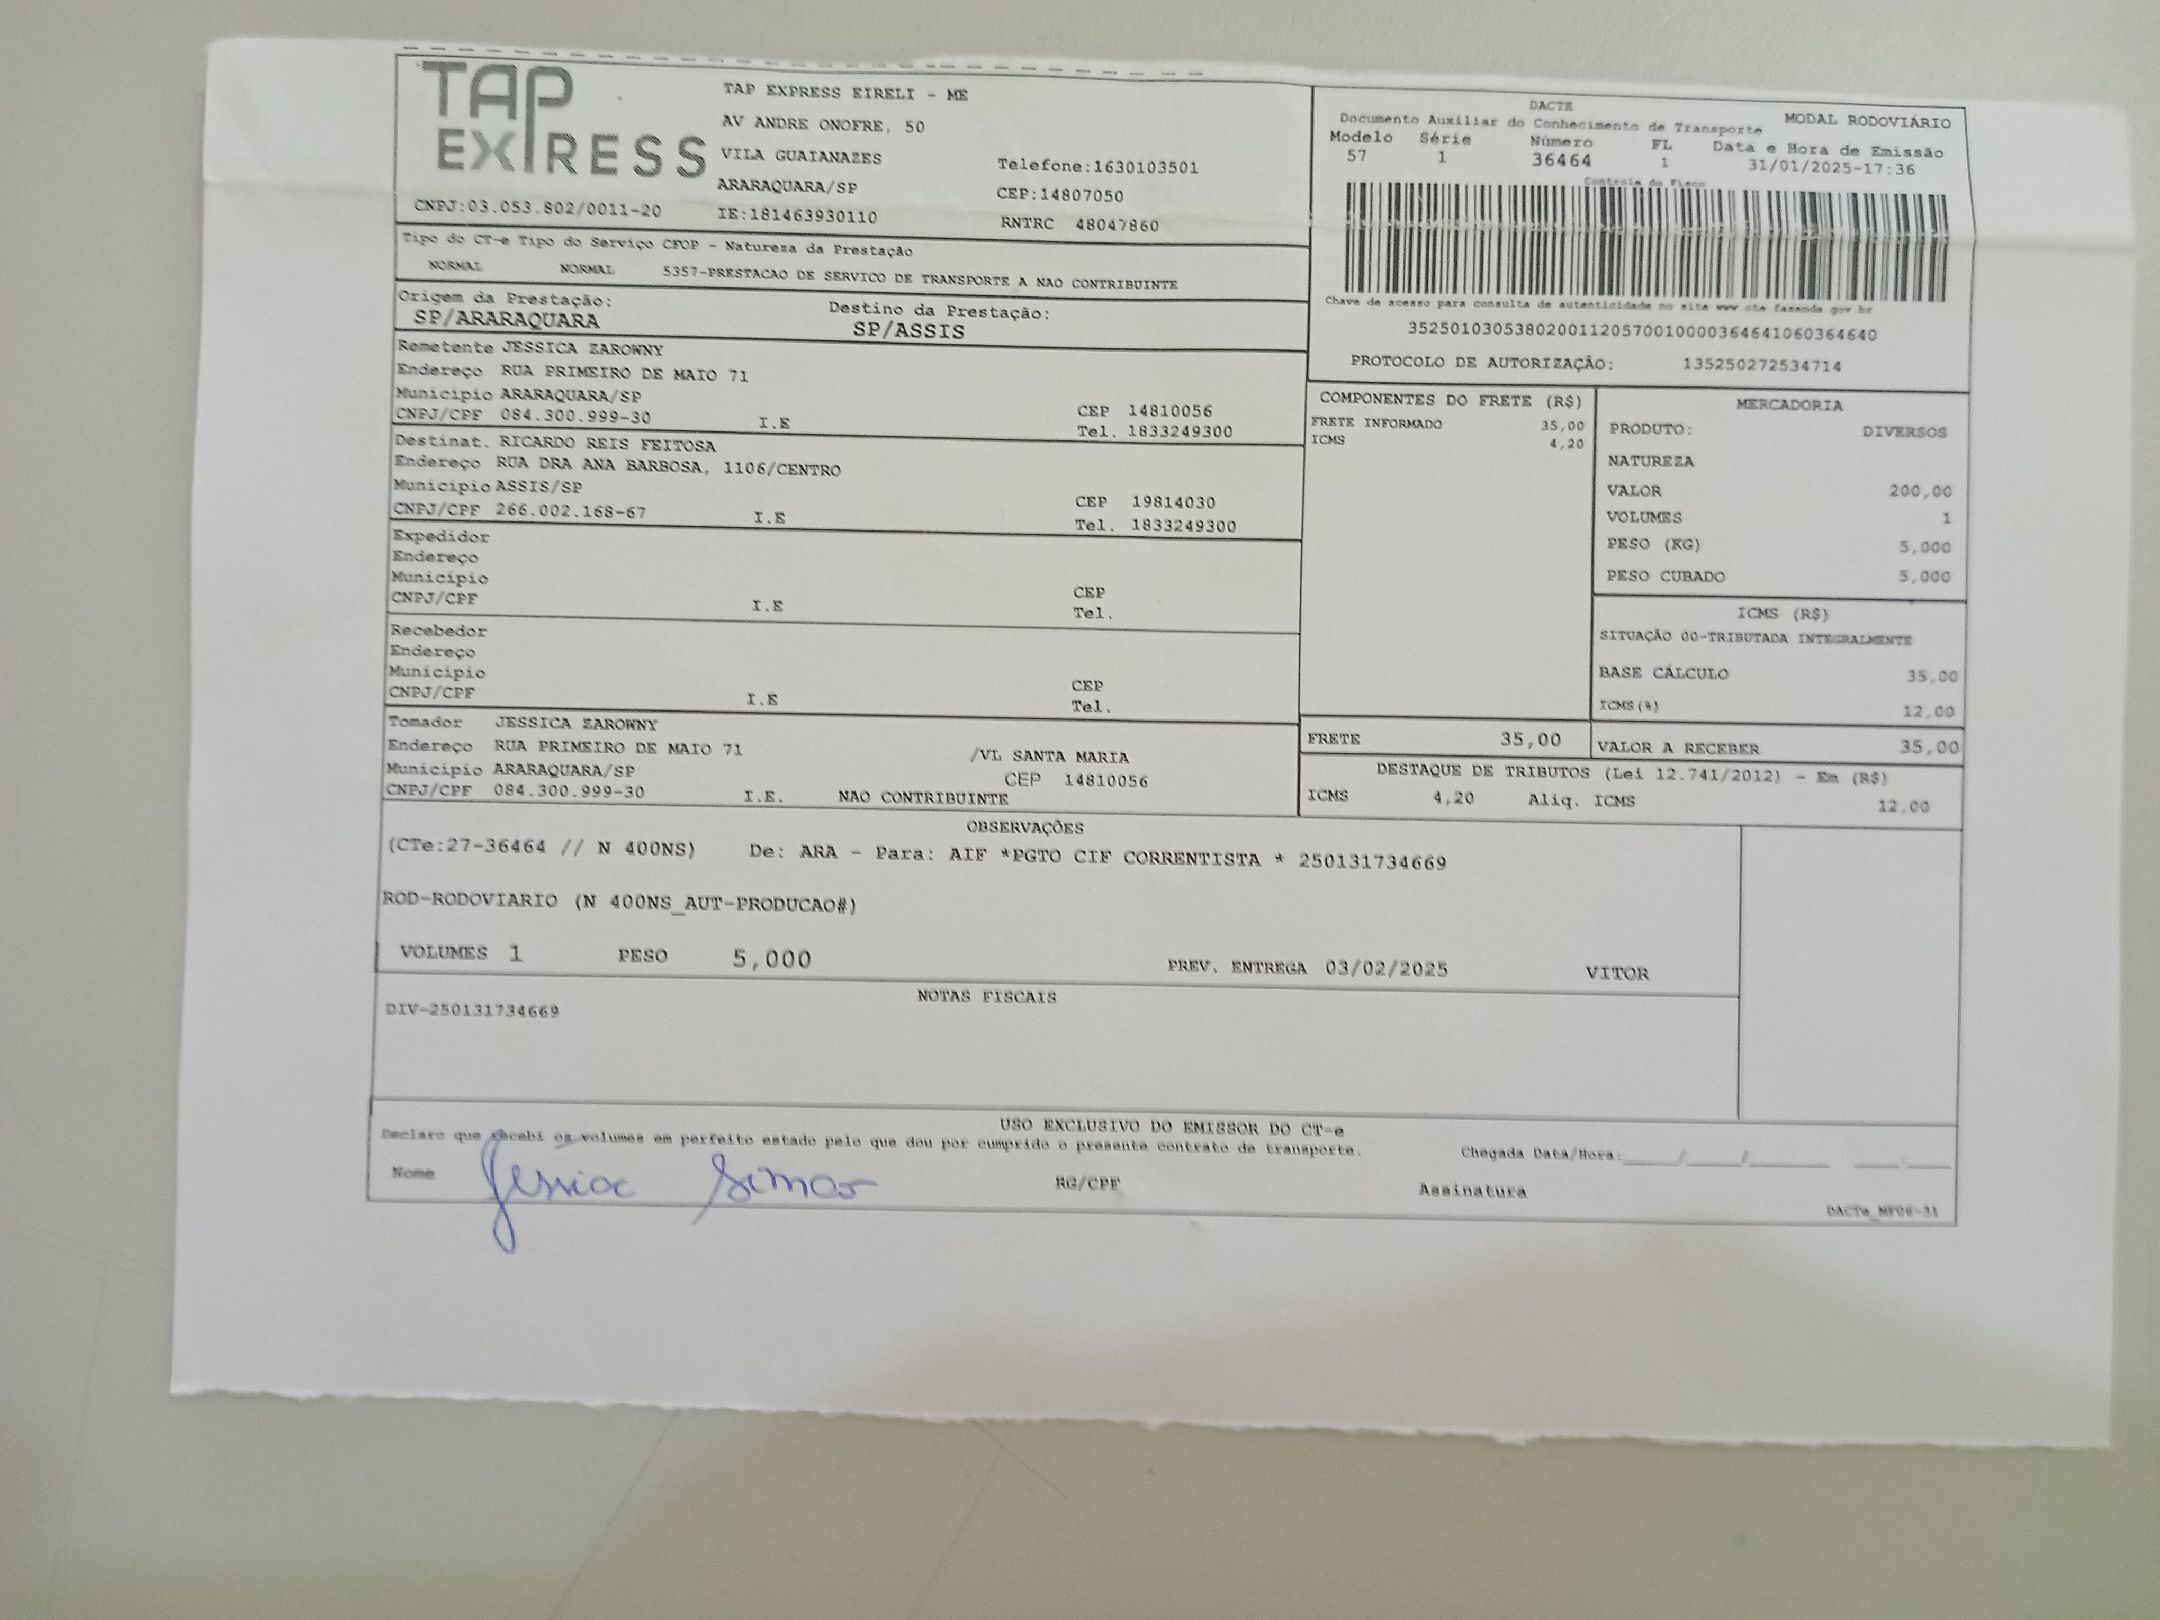 TAP EXPRESS
TAP EXPRESS EIRELI - ME
AV ANDRE ONOFRE, 50
VILA GUAIANAZES Telefone:1630103501
ARARAQUARA/SP CEP:14807050
CNPJ:03.053.802/0011-20 IE:181463930110 RNTRC 48047860
DACTE
Documento Auxiliar do Conhecimento de Transporte MODAL RODOVIÁRIO
Modelo Série Número FL Data e Hora de Emissão
57 1 36464 1 31/01/2025-17:36
Controle do Fisco
Chave de acesso para consulta de autenticidade no site www cte fazenda gov br
35250103053802001120570010000364641060364640
PROTOCOLO DE AUTORIZAÇÂO: 135250272534714
Tipo do CT-e Tipo do Serviço CFOP - Natureza da Prestação
NORMAL NORMAL 5357-PRESTACAO DE SERVICO DE TRANSPORTE A NAO CONTRIBUINTE
Origem da Prestação: Destino da Prestação:
SP/ARARAQUARA SP/ASSIS
Remetente JESSICA ZAROWNY
Endereço RUA PRIMEIRO DE MAIO 71
Município ARARAQUARA/SP CEP 14810056
CNPJ/CPF 084.300.999-30 I.E Tel. 1833249300
Destinat. RICARDO REIS FEITOSA
Endereço RUA DRA ANA BARBOSA, 1106/CENTRO
Município ASSIS/SP CEP 19814030
CNPJ/CPF 266.002.168-67 I.E Tel. 1833249300
Expedidor
Endereço
Município CEP
CNPJ/CPF I.E Tel.
Recebedor
Endereço
Município CEP
CNPJ/CPF I.E Tel.
Tomador JESSICA ZAROWNY
Endereço RUA PRIMEIRO DE MAIO 71 /VL SANTA MARIA
Município ARARAQUARA/SP CEP 14810056
CNPJ/CPF 084.300.999-30 I.E. NAO CONTRIBUINTE
COMPONENTES DO FRETE (R$)
FRETE INFORMADO 35,00
ICMS 4,20
MERCADORIA
PRODUTO: DIVERSOS
NATUREZA
VALOR 200,00
VOLUMES 1
PESO (KG) 5,000
PESO CUBADO 5,000
ICMS (R$)
SITUAÇÃO 00-TRIBUTADA INTEGRALMENTE
BASE CÁLCULO 35,00
ICMS(%) 12,00
FRETE 35,00 VALOR A RECEBER 35,00
DESTAQUE DE TRIBUTOS (Lei 12.741/2012) - Em (R$)
ICMS 4,20 Aliq. ICMS 12,00
OBSERVAÇÕES
(CTe:27-36464 // N 400NS) De: ARA - Para: AIF *PGTO CIF CORRENTISTA * 250131734669
ROD-RODOVIARIO (N 400NS_AUT-PRODUCAO#)
VOLUMES 1 PESO 5,000 PREV. ENTREGA 03/02/2025 VITOR
NOTAS FISCAIS
DIV-250131734669
USO EXCLUSIVO DO EMISSOR DO CT-e
Declaro que recebi os volumes em perfeito estado pelo que dou por cumprido o presente contrato de transporte. Chegada Data/Hora:____/____/______ ___:___
Nome Jéssica Simão RG/CPF Assinatura
DACTe_MF06-31